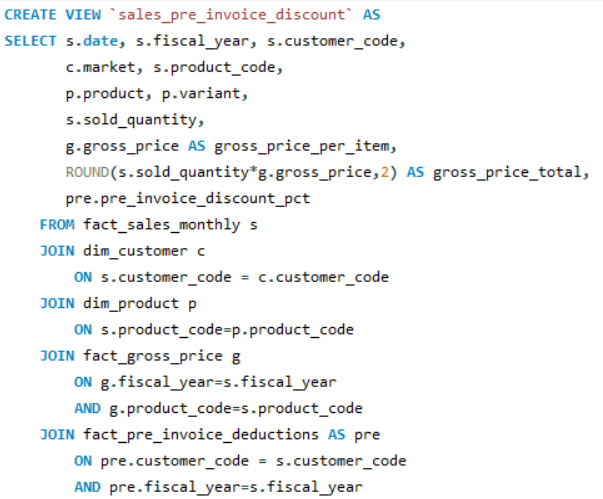 CREATE VIEW `sales_pre_invoice_discount` AS
SELECT s.date, s.fiscal_year, s.customer_code,
c.market, s.product_code,
p.product, p.variant,
s.sold_quantity,
g.gross_price AS gross_price_per_item,
ROUND(s.sold_quantity*g.gross_price,2) AS gross_price_total,
pre.pre_invoice_discount_pct
FROM fact_sales_monthly s
JOIN dim_customer c
ON s.customer_code = c.customer_code
JOIN dim_product p
ON s.product_code=p.product_code
JOIN fact_gross_price g
ON g.fiscal_year=s.fiscal_year
AND g.product_code=s.product_code
JOIN fact_pre_invoice_deductions AS pre
ON pre.customer_code = s.customer_code
AND pre.fiscal_year=s.fiscal_year